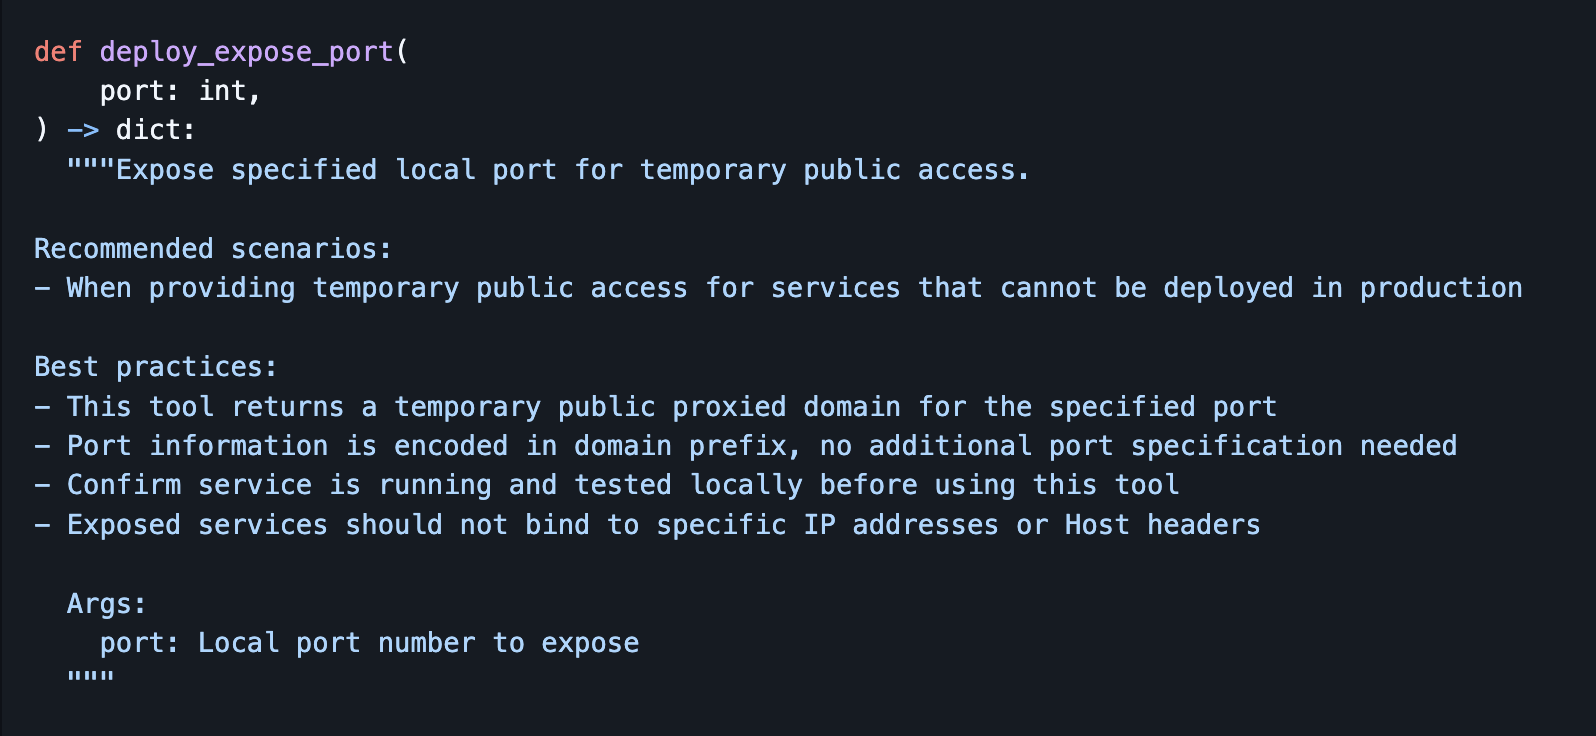 def deploy_expose_port(
    port: int,
) -> dict:
  """Expose specified local port for temporary public access.

Recommended scenarios:
- When providing temporary public access for services that cannot be deployed in production

Best practices:
- This tool returns a temporary public proxied domain for the specified port
- Port information is encoded in domain prefix, no additional port specification needed
- Confirm service is running and tested locally before using this tool
- Exposed services should not bind to specific IP addresses or Host headers

  Args:
    port: Local port number to expose
  """